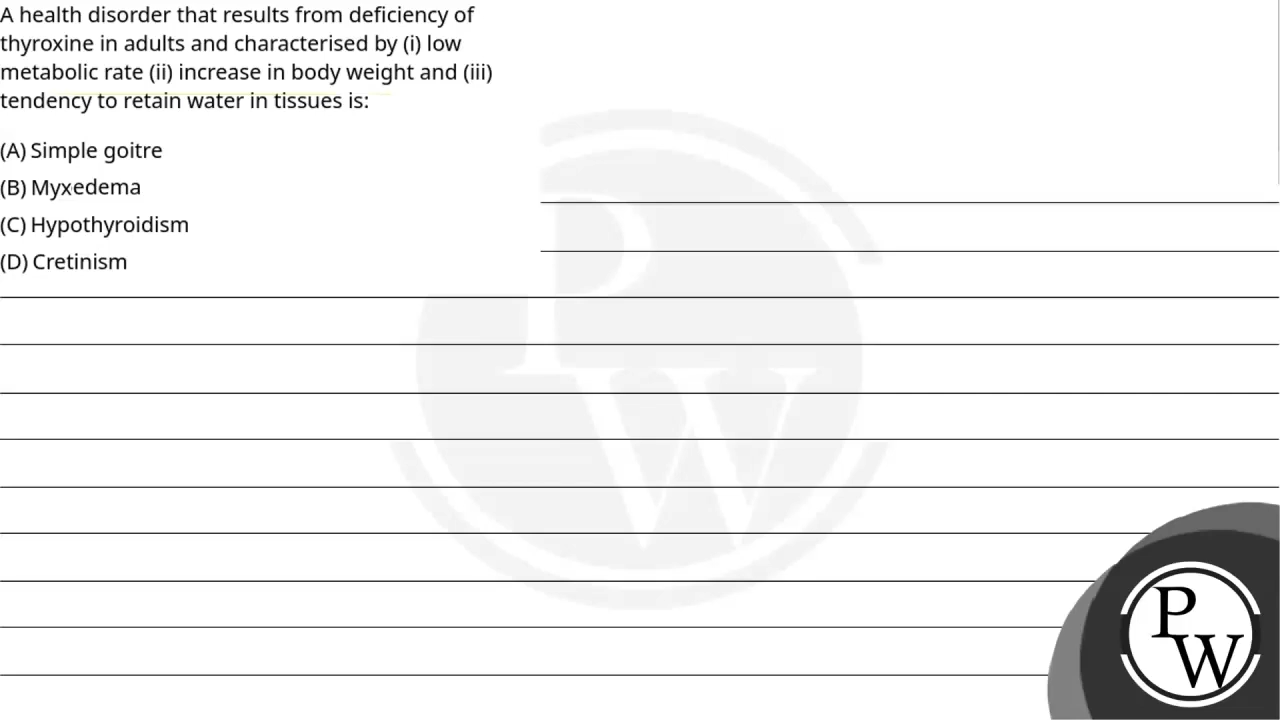 A health disorder that results from deficiency of
thyroxine in adults and characterised by (i) low
metabolic rate (ii) increase in body weight and (iii)
tendency to retain water in tissues is:
(A) Simple goitre
(B) Myxedema
(C) Hypothyroidism
(D) Cretinism
P
W
P
W